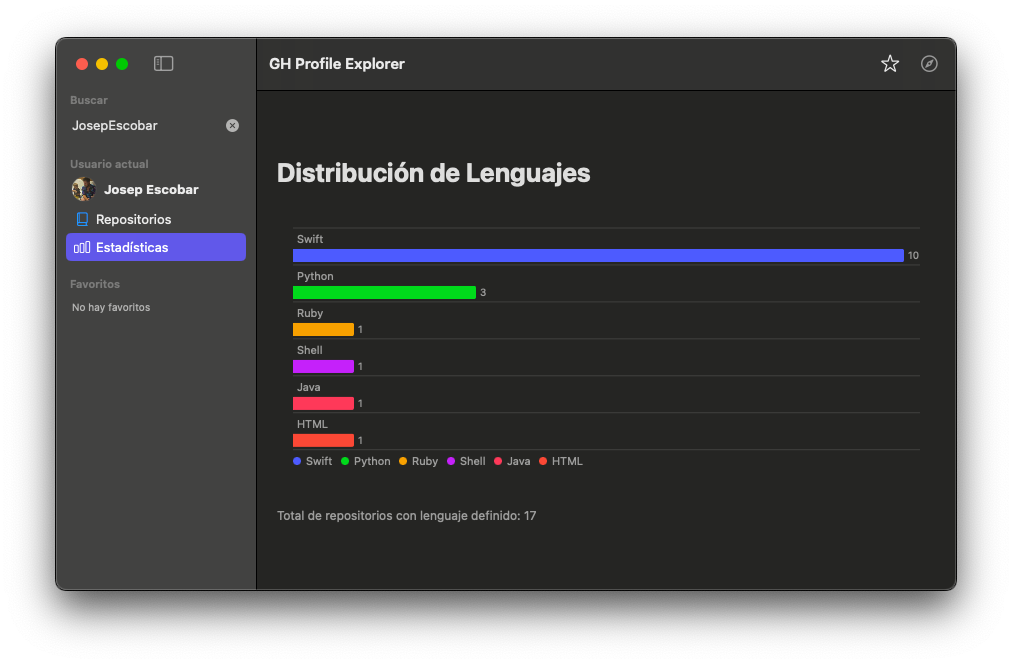 GH Profile Explorer
Buscar
JosepEscobar
Usuario actual
Josep Escobar
Repositorios
Estadísticas
Favoritos
No hay favoritos
Distribución de Lenguajes
Swift
10
Python
3
Ruby
1
Shell
1
Java
1
HTML
1
Swift Python Ruby Shell Java HTML
Total de repositorios con lenguaje definido: 17